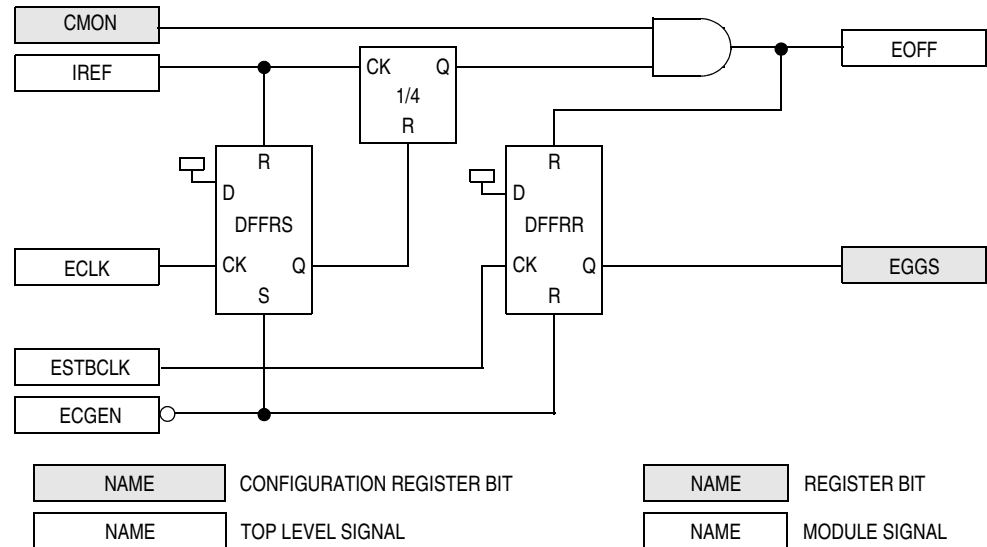 CMON
IREF
CK Q
1/4
R
EOFF
R
D
DFFRS
CK Q
S
R
D
DFFRR
CK Q
R
ECLK
EGGS
ESTBCLK
ECGEN
NAME CONFIGURATION REGISTER BIT
NAME REGISTER BIT
NAME TOP LEVEL SIGNAL
NAME MODULE SIGNAL